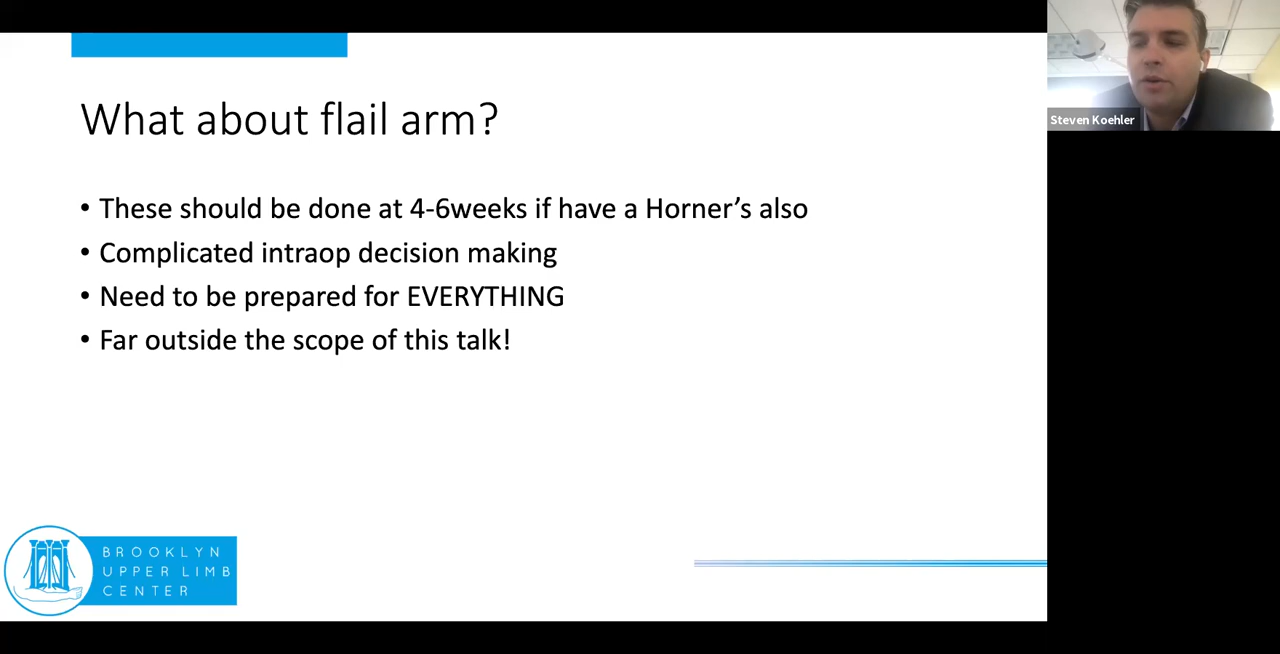 What about flail arm?
• These should be done at 4-6weeks if have a Horner’s also
• Complicated intraop decision making
• Need to be prepared for EVERYTHING
• Far outside the scope of this talk!
Steven Koehler
BROOKLYN
UPPER LIMB
CENTER